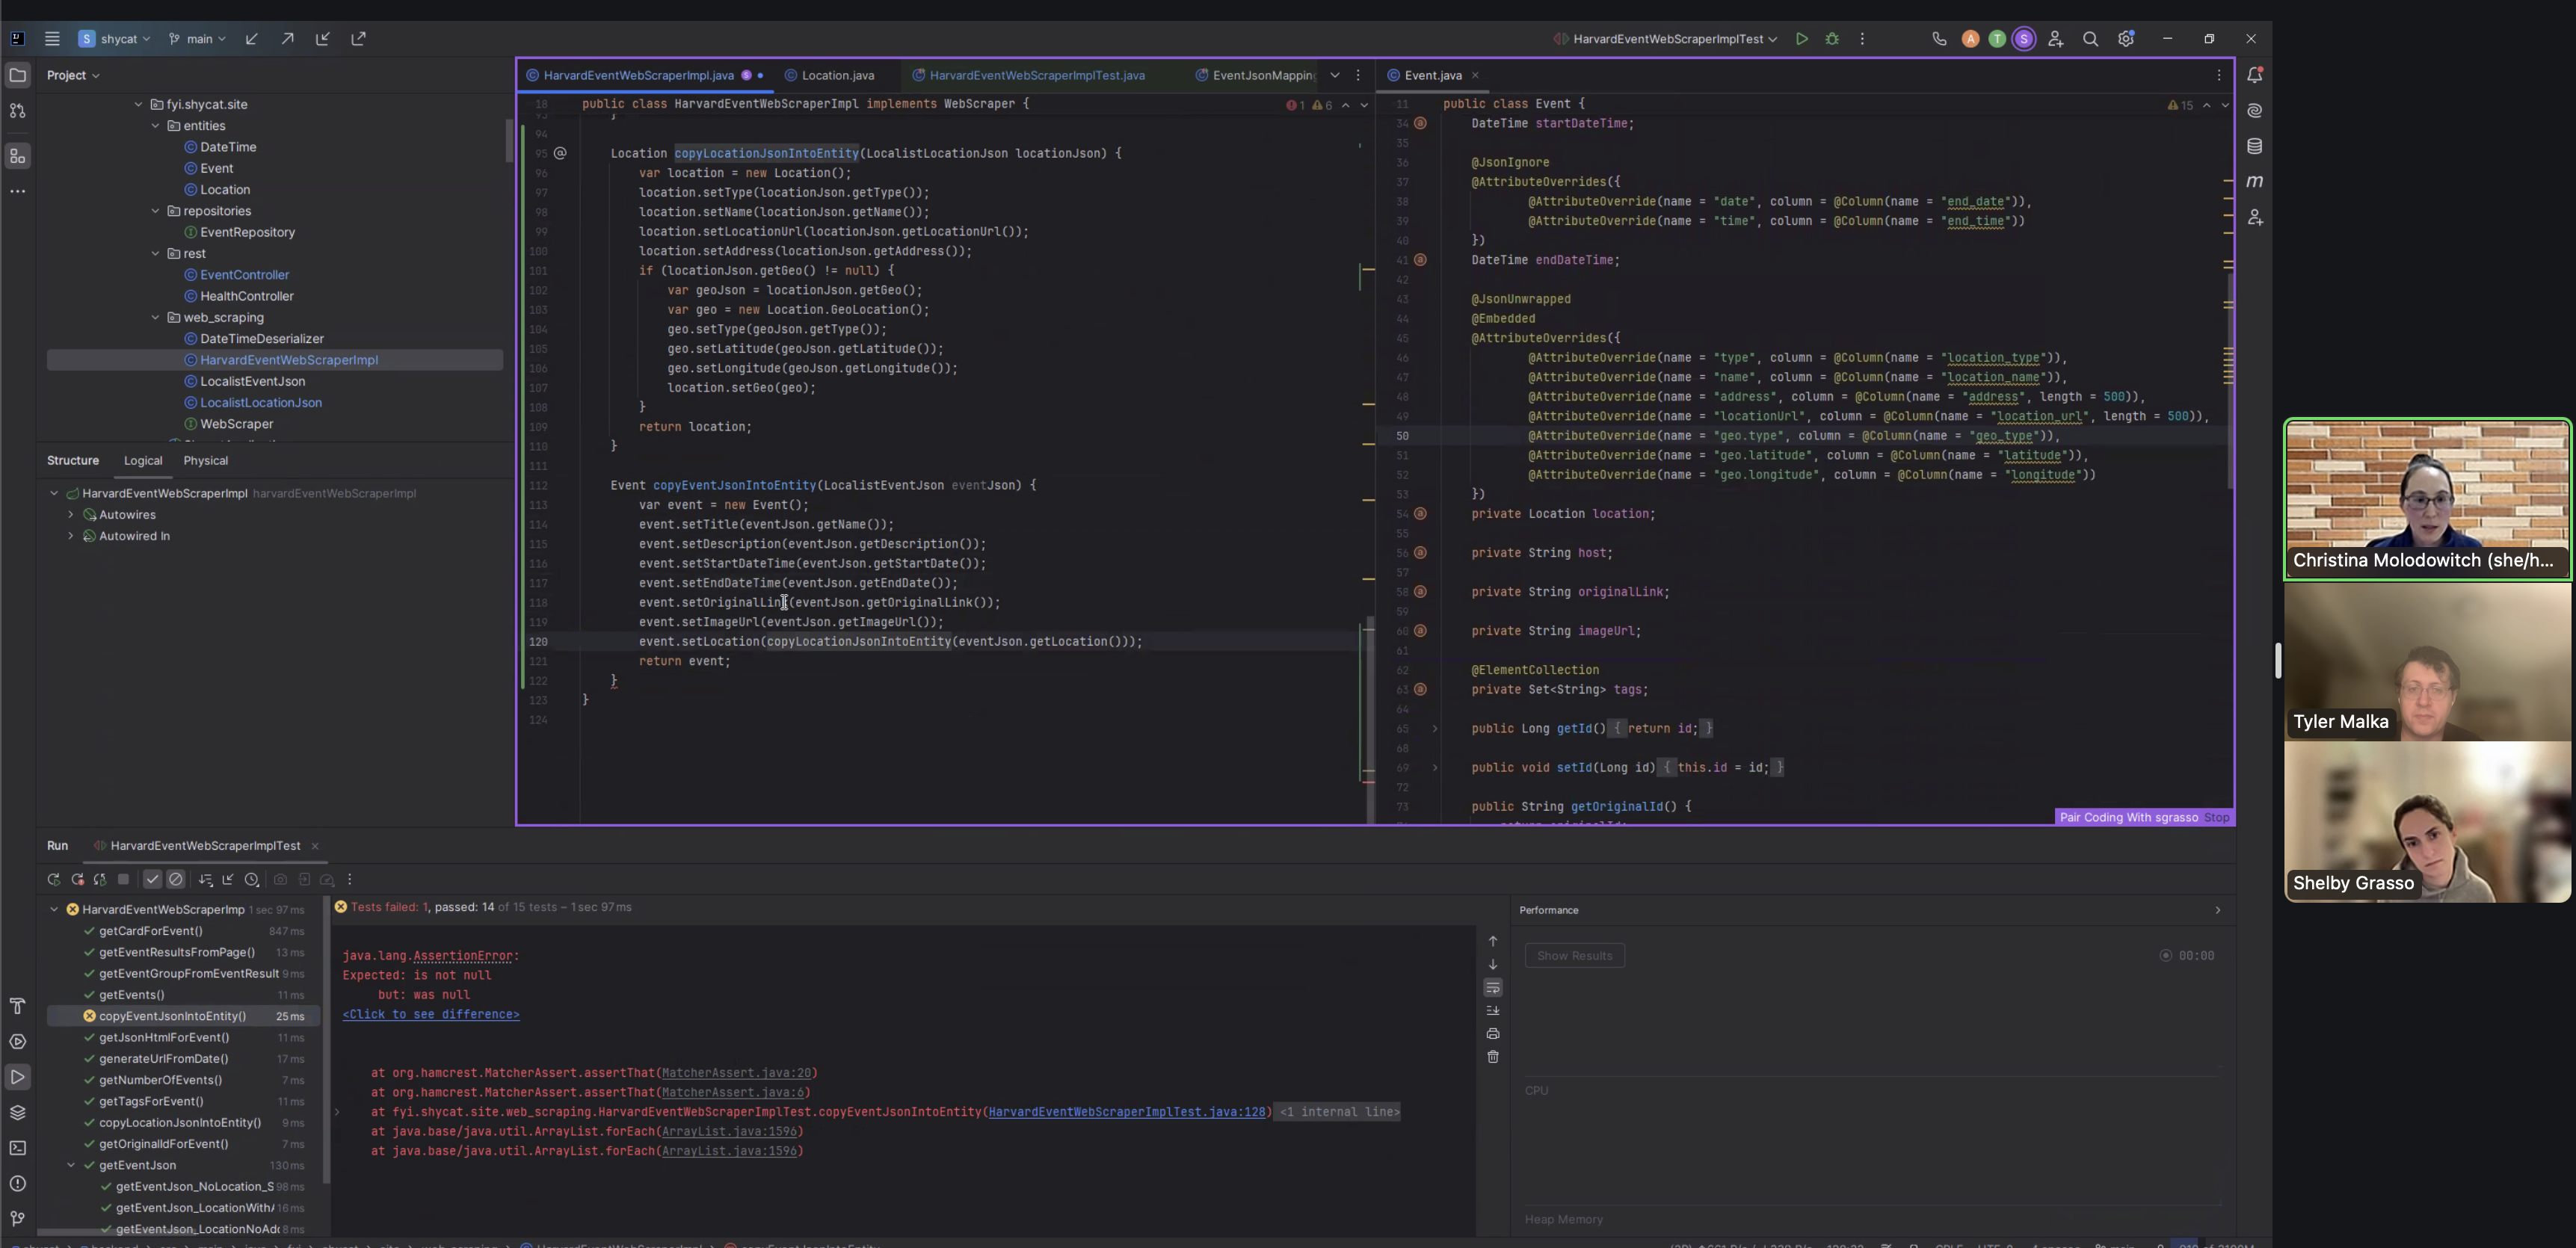 shycat
main
HarvardEventWebScraperImplTest
A
T
S
Project
fyi.shycat.site
entities
DateTime
Event
Location
repositories
EventRepository
rest
EventController
HealthController
web_scraping
DateTimeDeserializer
HarvardEventWebScraperImpl
LocalistEventJson
LocalistLocationJson
WebScraper
Structure
Logical
Physical
HarvardEventWebScraperImpl harvardEventWebScraperImpl
Autowires
Autowired In
HarvardEventWebScraperImpl.java
Location.java
HarvardEventWebScraperImplTest.java
EventJsonMapping
18 public class HarvardEventWebScraperImpl implements WebScraper {
1 6
93 }
94
95 Location copyLocationJsonIntoEntity(LocalistLocationJson locationJson) {
96 var location = new Location();
97 location.setType(locationJson.getType());
98 location.setName(locationJson.getName());
99 location.setLocationUrl(locationJson.getLocationUrl());
100 location.setAddress(locationJson.getAddress());
101 if (locationJson.getGeo() != null) {
102 var geoJson = locationJson.getGeo();
103 var geo = new Location.GeoLocation();
104 geo.setType(geoJson.getType());
105 geo.setLatitude(geoJson.getLatitude());
106 geo.setLongitude(geoJson.getLongitude());
107 location.setGeo(geo);
108 }
109 return location;
110 }
111
112 Event copyEventJsonIntoEntity(LocalistEventJson eventJson) {
113 var event = new Event();
114 event.setTitle(eventJson.getName());
115 event.setDescription(eventJson.getDescription());
116 event.setStartDateTime(eventJson.getStartDate());
117 event.setEndDateTime(eventJson.getEndDate());
118 event.setOriginalLink(eventJson.getOriginalLink());
119 event.setImageUrl(eventJson.getImageUrl());
120 event.setLocation(copyLocationJsonIntoEntity(eventJson.getLocation()));
121 return event;
122 }
123 }
124
Event.java
11 public class Event {
15
34 DateTime startDateTime;
35
36 @JsonIgnore
37 @AttributeOverrides({
38 @AttributeOverride(name = "date", column = @Column(name = "end_date")),
39 @AttributeOverride(name = "time", column = @Column(name = "end_time"))
40 })
41 DateTime endDateTime;
42
43 @JsonUnwrapped
44 @Embedded
45 @AttributeOverrides({
46 @AttributeOverride(name = "type", column = @Column(name = "location_type")),
47 @AttributeOverride(name = "name", column = @Column(name = "location_name")),
48 @AttributeOverride(name = "address", column = @Column(name = "address", length = 500)),
49 @AttributeOverride(name = "locationUrl", column = @Column(name = "location_url", length = 500)),
50 @AttributeOverride(name = "geo.type", column = @Column(name = "geo_type")),
51 @AttributeOverride(name = "geo.latitude", column = @Column(name = "latitude")),
52 @AttributeOverride(name = "geo.longitude", column = @Column(name = "longitude"))
53 })
54 private Location location;
55
56 private String host;
57
58 private String originalLink;
59
60 private String imageUrl;
61
62 @ElementCollection
63 private Set<String> tags;
64
65 public Long getId() { return id; }
68
69 public void setId(Long id) { this.id = id; }
72
73 public String getOriginalId() {
Pair Coding With sgrasso Stop
Christina Molodowitch (she/h...
Tyler Malka
Shelby Grasso
Run
HarvardEventWebScraperImplTest
HarvardEventWebScraperImp 1 sec 97 ms
getCardForEvent() 847 ms
getEventResultsFromPage() 13 ms
getEventGroupFromEventResult 9 ms
getEvents() 11 ms
copyEventJsonIntoEntity() 25 ms
getJsonHtmlForEvent() 11 ms
generateUrlFromDate() 17 ms
getNumberOfEvents() 7 ms
getTagsForEvent() 11 ms
copyLocationJsonIntoEntity() 9 ms
getOriginalIdForEvent() 7 ms
getEventJson 130 ms
getEventJson_NoLocation_S 98 ms
getEventJson_LocationWith 16 ms
getEventJson_LocationNoAd 8 ms
Tests failed: 1, passed: 14 of 15 tests – 1 sec 97 ms
java.lang.AssertionError:
Expected: is not null
but: was null
<Click to see difference>
at org.hamcrest.MatcherAssert.assertThat(MatcherAssert.java:20)
at org.hamcrest.MatcherAssert.assertThat(MatcherAssert.java:6)
at fyi.shycat.site.web_scraping.HarvardEventWebScraperImplTest.copyEventJsonIntoEntity(HarvardEventWebScraperImplTest.java:128) <1 internal line>
at java.base/java.util.ArrayList.forEach(ArrayList.java:1596)
at java.base/java.util.ArrayList.forEach(ArrayList.java:1596)
Performance
Show Results
00:00
CPU
Heap Memory